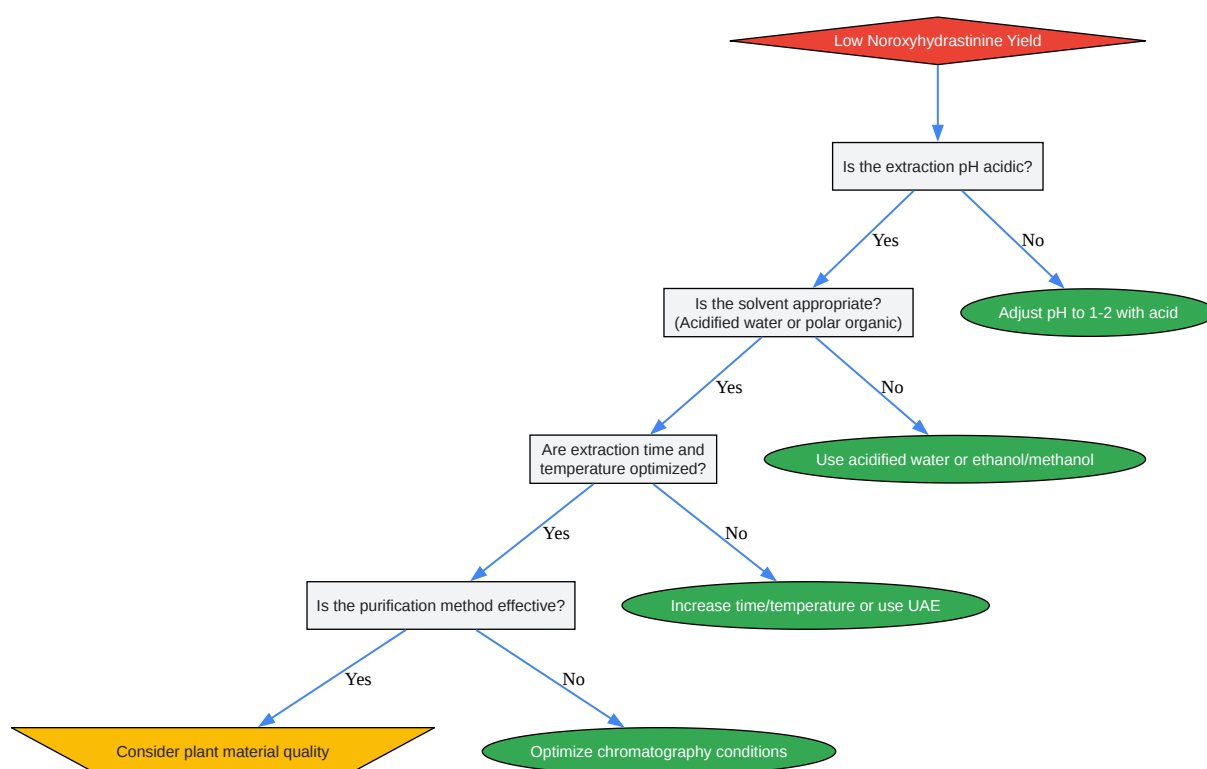 Low Noroxyhydrastinine Yield
Is the extraction pH acidic?
Yes
No
Is the solvent appropriate?
(Acidified water or polar organic)
Adjust pH to 1-2 with acid
Yes
No
Are extraction time and
temperature optimized?
Use acidified water or ethanol/methanol
Yes
No
Is the purification method effective?
Increase time/temperature or use UAE
Yes
No
Consider plant material quality
Optimize chromatography conditions